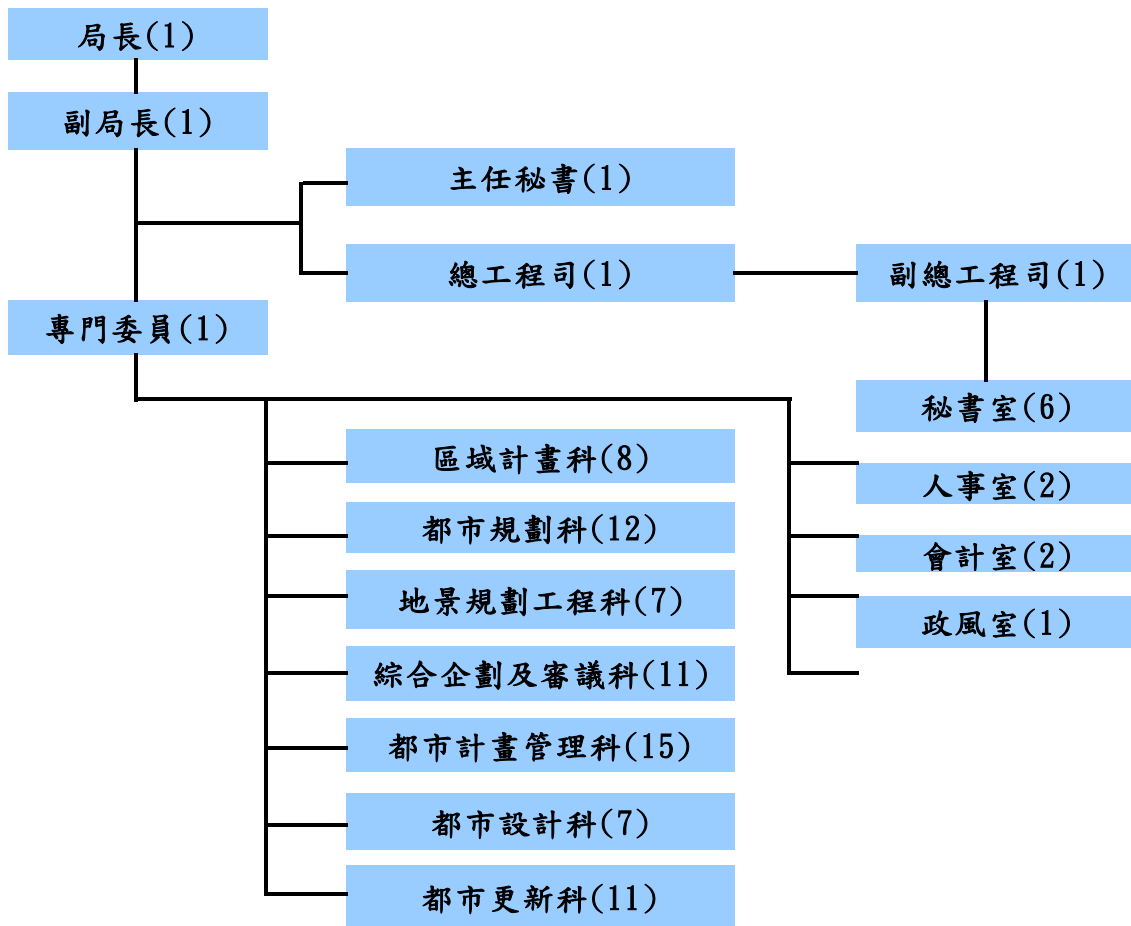 局長(1)
副局長(1)
主任秘書(1)
總工程司(1)
副總工程司(1)
專門委員(1)
秘書室(6)
區域計畫科(8)
人事室(2)
都市規劃科(12)
會計室(2)
地景規劃工程科(7)
政風室(1)
綜合企劃及審議科(11)
都市計畫管理科(15)
都市設計科(7)
都市更新科(11)